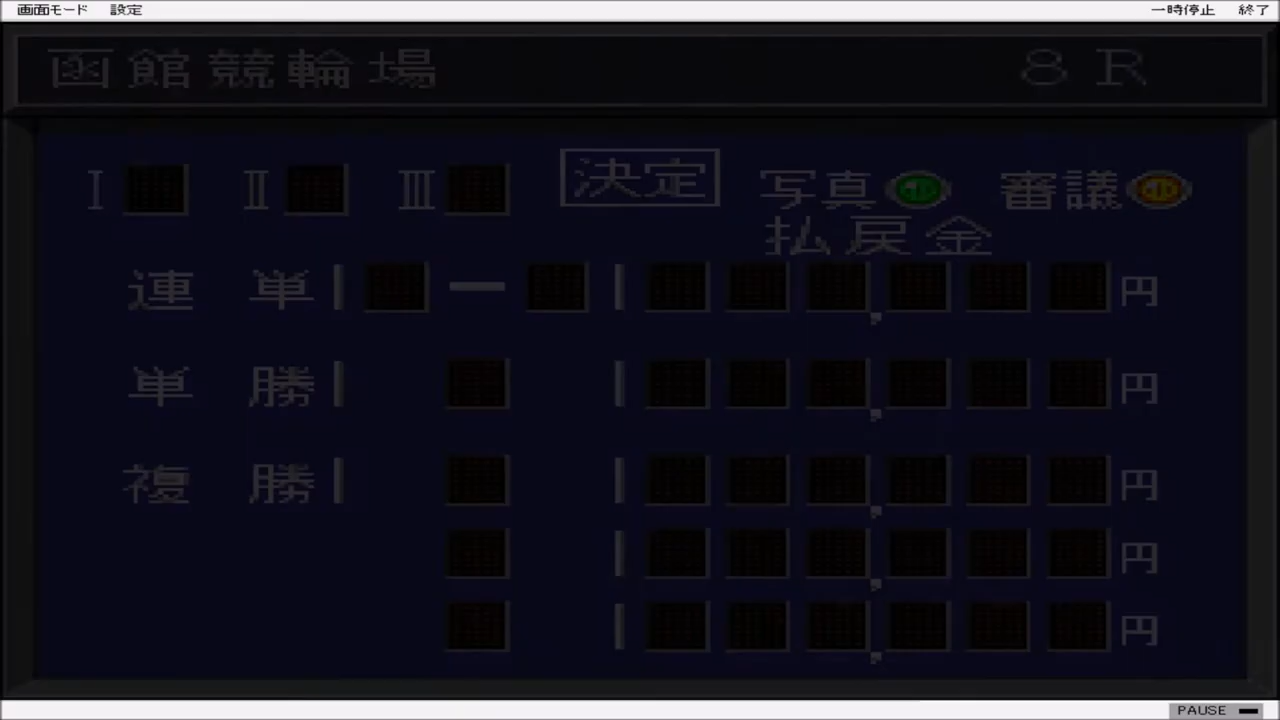 画面モード 設定 一時停止 終了
函館競輪場 8R
Ⅰ Ⅱ Ⅲ 決定 写真 審議
払戻金
連単 ー 円
単勝 円
複勝 円
円
円
PAUSE